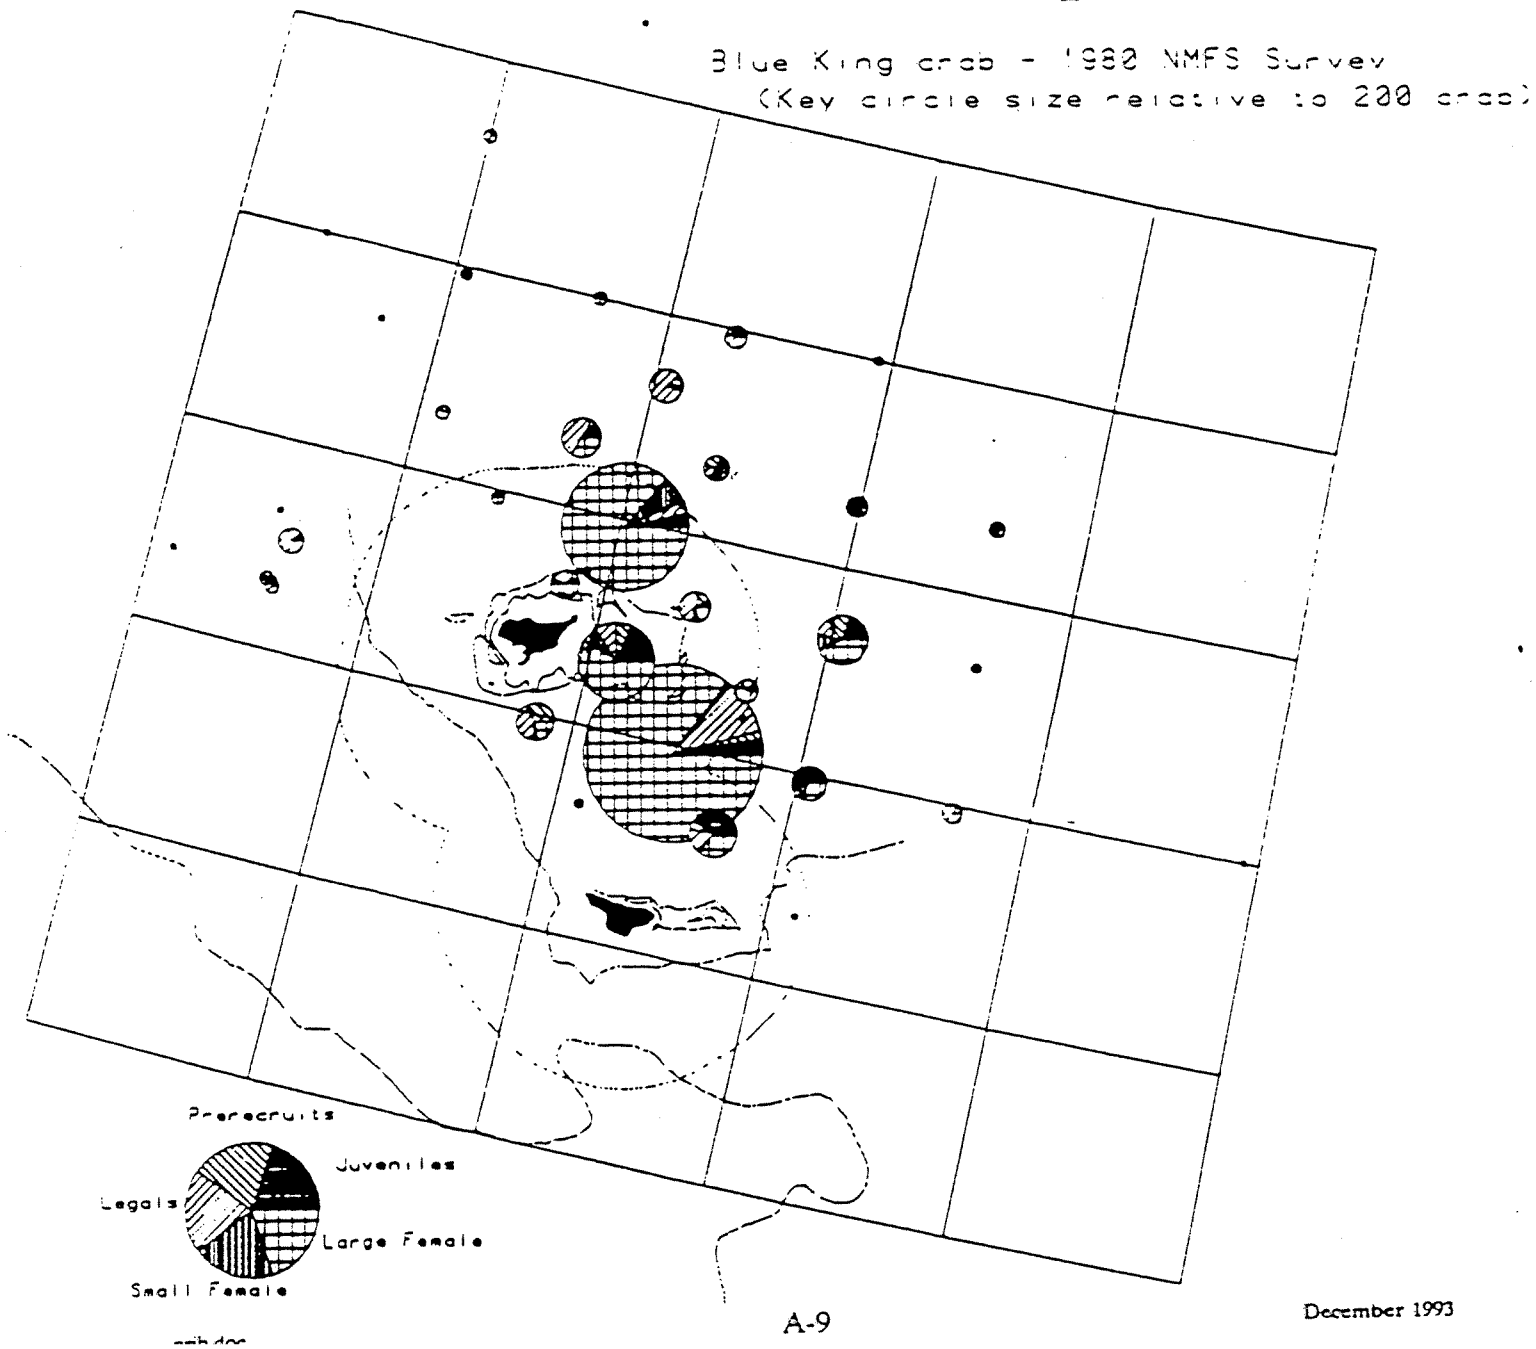 Blue King crab - 1980 NMFS Survey
(Key circle size relative to 200 crab)
Prerecruits
Juveniles
Legals
Large Female
Small Female
A-9
December 1993